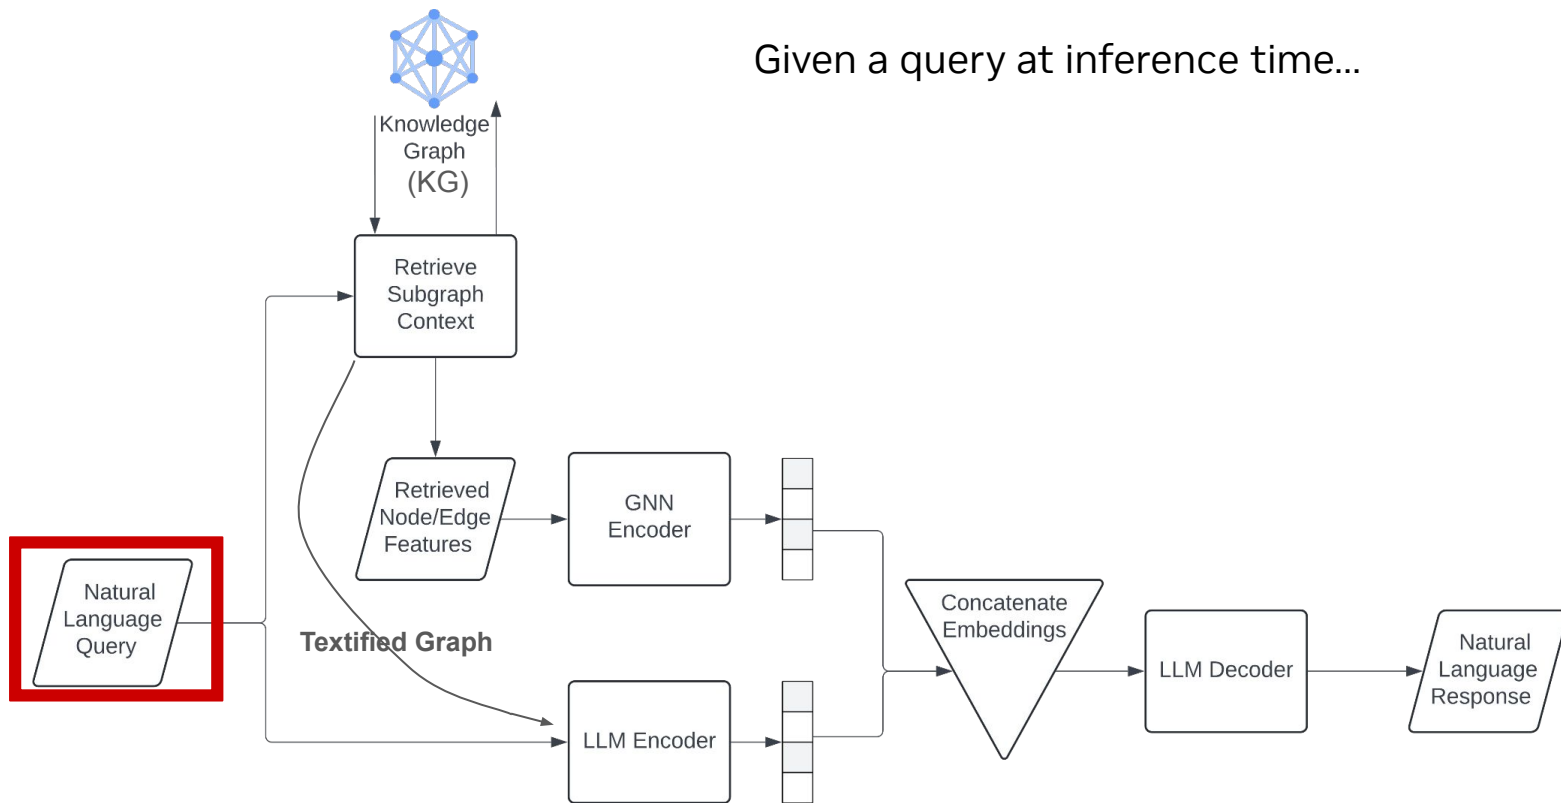 Given a query at inference time...
Knowledge
Graph
(KG)
Retrieve
Subgraph
Context
Retrieved
Node/Edge
Features
GNN
Encoder
Natural
Language
Query
Textified Graph
LLM Encoder
Concatenate
Embeddings
LLM Decoder
Natural
Language
Response